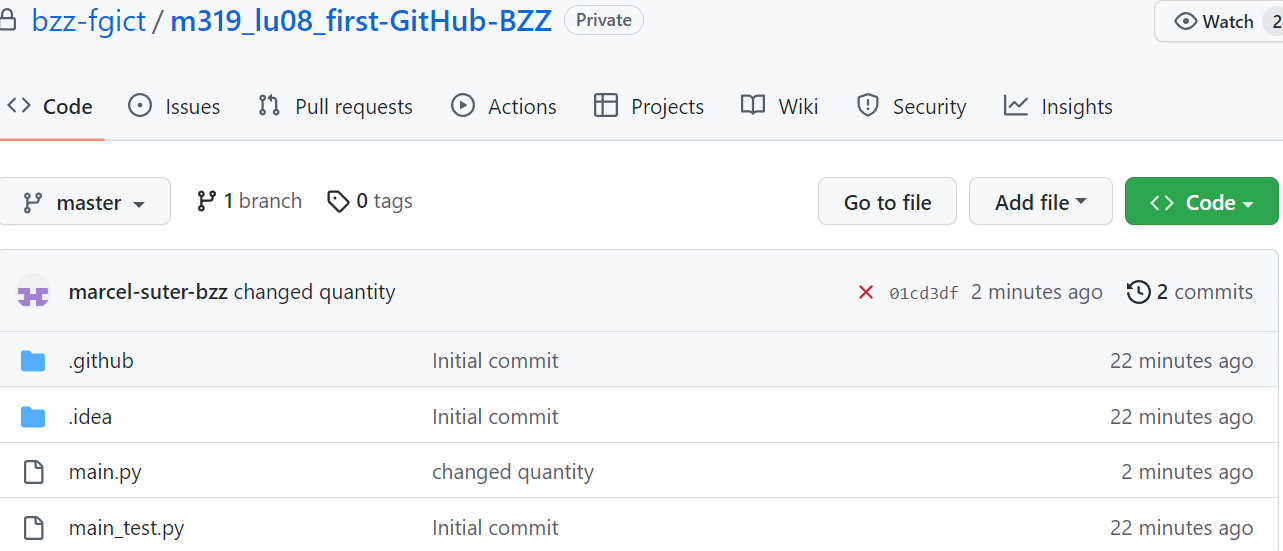 bzz-fgict / m319_lu08_first-GitHub-BZZ Private Watch 2
Code Issues Pull requests Actions Projects Wiki Security Insights
master 1 branch 0 tags Go to file Add file Code
marcel-suter-bzz changed quantity 01cd3df 2 minutes ago 2 commits
.github Initial commit 22 minutes ago
.idea Initial commit 22 minutes ago
main.py changed quantity 2 minutes ago
main_test.py Initial commit 22 minutes ago